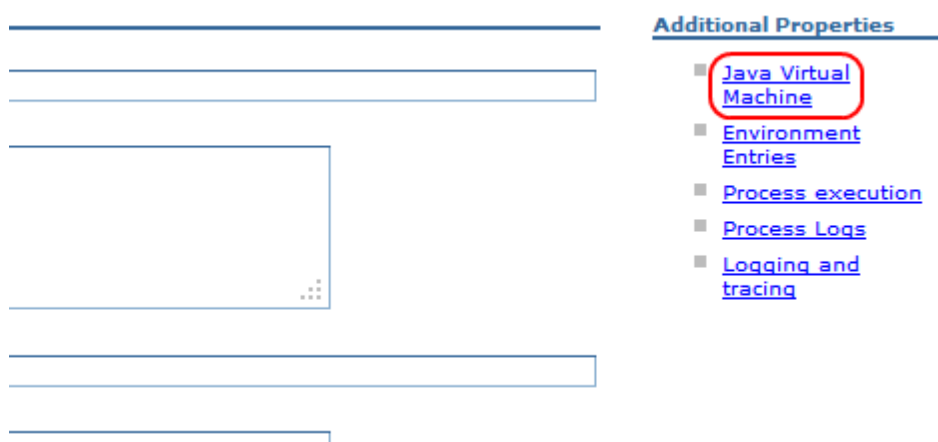 Additional Properties
Java Virtual
Machine
Environment
Entries
Process execution
Process Logs
Logging and
tracing